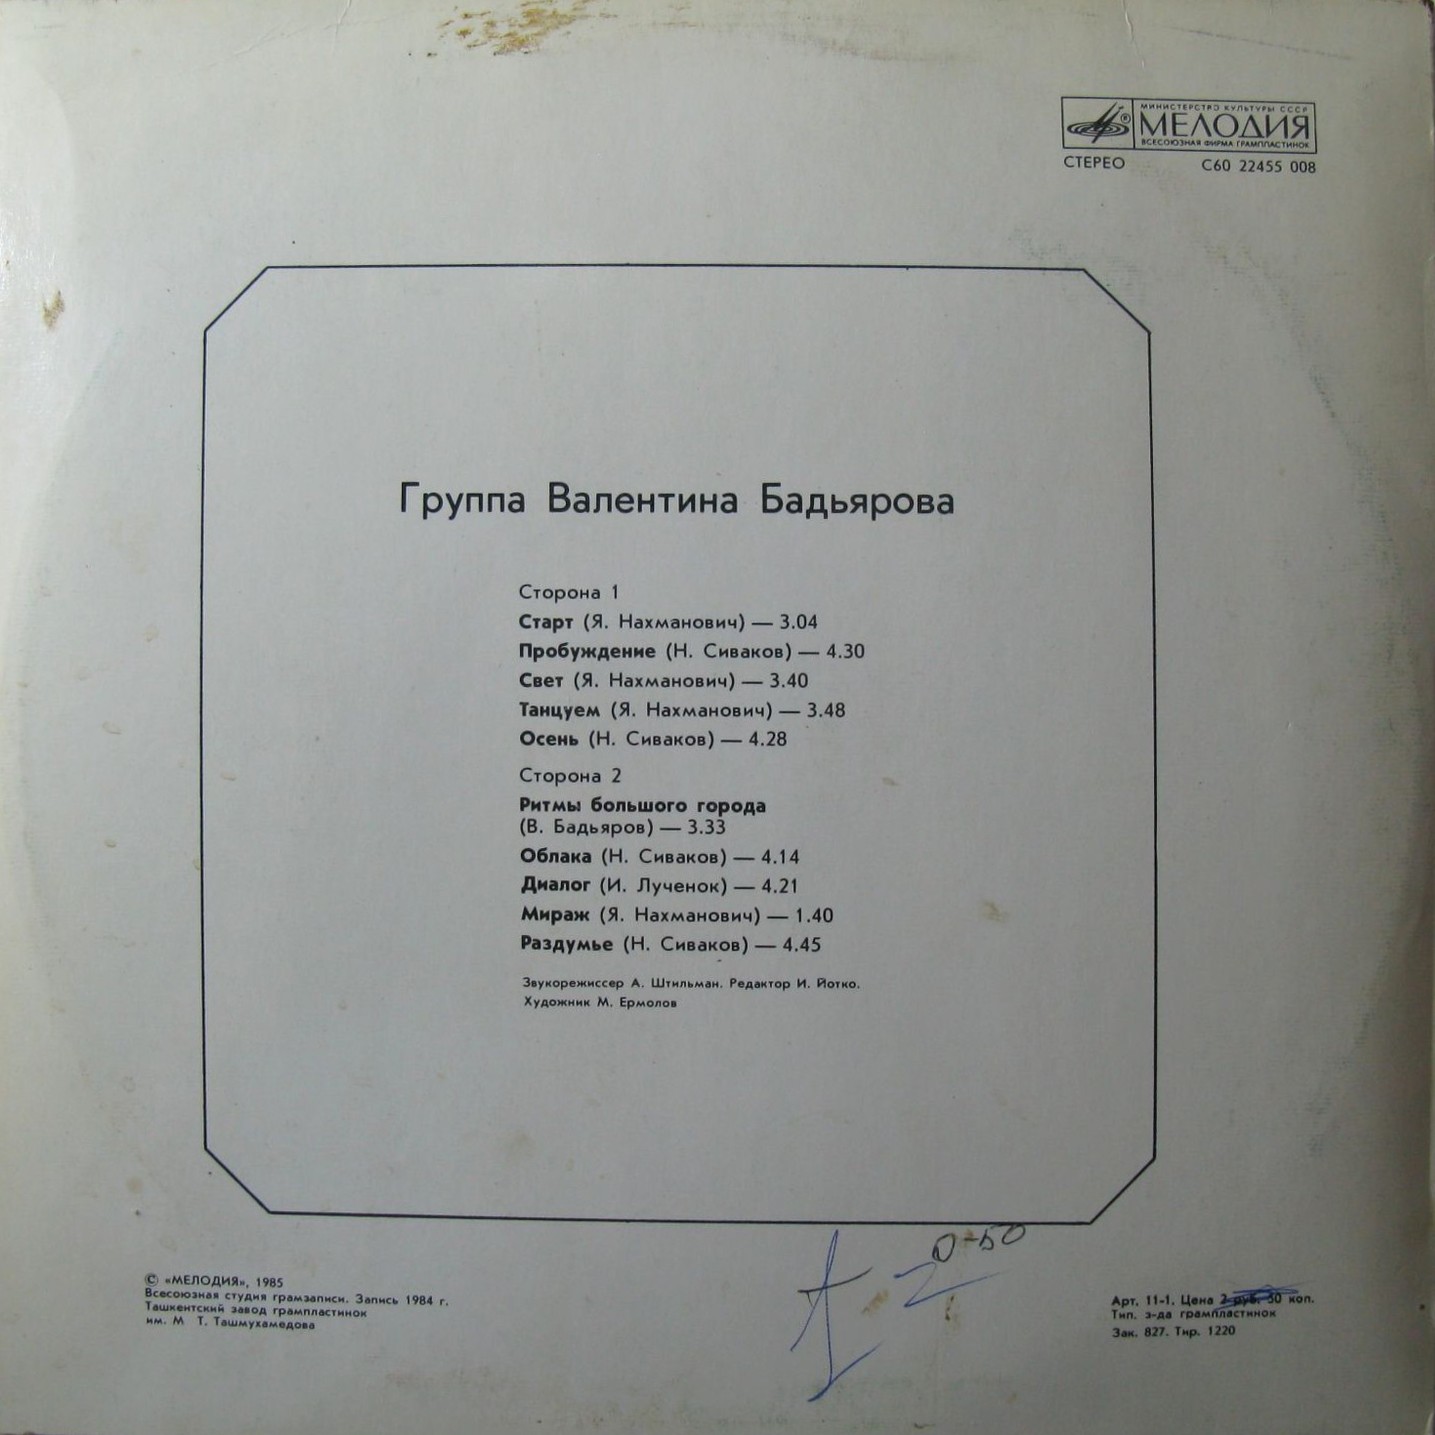 МИНИСТЕРСТВО КУЛЬТУРЫ СССР
МЕЛОДИЯ
ВСЕСОЮЗНАЯ ФИРМА ГРАМПЛАСТИНОК
СТЕРЕО С60 22455 008
Группа Валентина Бадьярова
Сторона 1
Старт (Я. Нахманович) — 3.04
Пробуждение (Н. Сиваков) — 4.30
Свет (Я. Нахманович) — 3.40
Танцуем (Я. Нахманович) — 3.48
Осень (Н. Сиваков) — 4.28
Сторона 2
Ритмы большого города
(В. Бадьяров) — 3.33
Облака (Н. Сиваков) — 4.14
Диалог (И. Лученок) — 4.21
Мираж (Я. Нахманович) — 1.40
Раздумье (Н. Сиваков) — 4.45
Звукорежиссер А. Штильман. Редактор И. Йотко.
Художник М. Ермолов
0-50
© «МЕЛОДИЯ», 1985
Всесоюзная студия грамзаписи. Запись 1984 г.
Ташкентский завод грампластинок
им. М Т. Ташмухамедова
Арт. 11-1. Цена 2 руб. 50 коп.
Тип. з-да грампластинок
Зак. 827. Тир. 1220